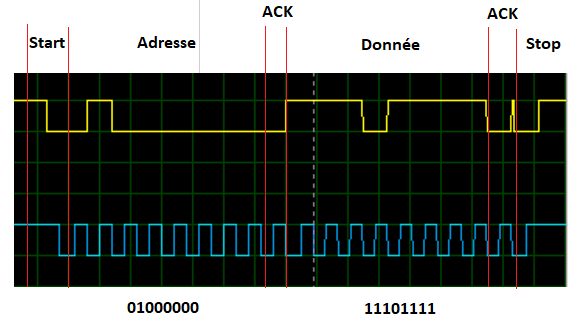 ACK
ACK
Start
Adresse
Donnée
Stop
01000000
11101111